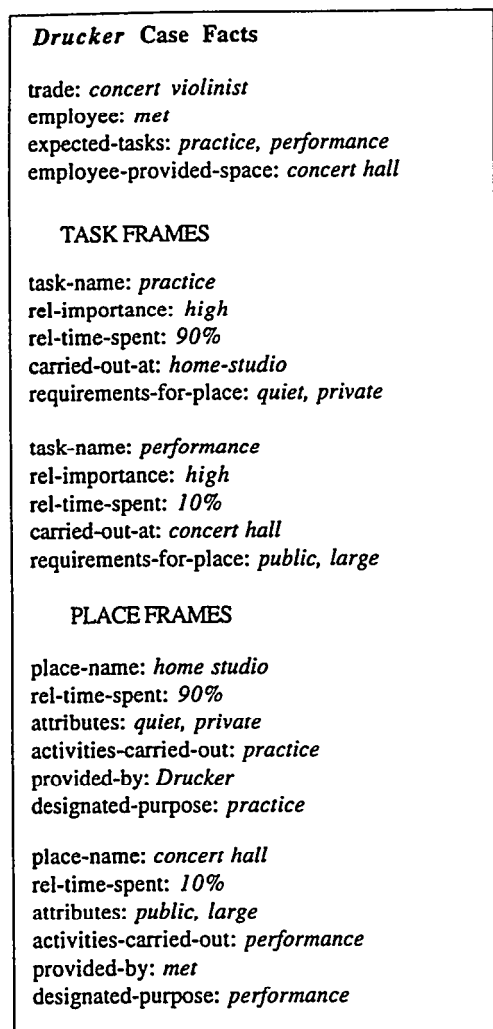 Drucker Case Facts
trade: concert violinist
employee: met
expected-tasks: practice, performance
employee-provided-space: concert hall
TASK FRAMES
task-name: practice
rel-importance: high
rel-time-spent: 90%
carried-out-at: home-studio
requirements-for-place: quiet, private
task-name: performance
rel-importance: high
rel-time-spent: 10%
carried-out-at: concert hall
requirements-for-place: public, large
PLACE FRAMES
place-name: home studio
rel-time-spent: 90%
attributes: quiet, private
activities-carried-out: practice
provided-by: Drucker
designated-purpose: practice
place-name: concert hall
rel-time-spent: 10%
attributes: public, large
activities-carried-out: performance
provided-by: met
designated-purpose: performance